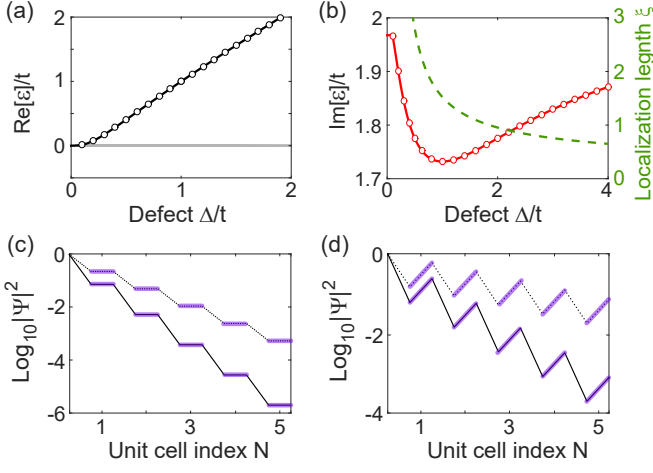 (a)
Re[ε]/t
2
1
0
0
1
2
Defect Δ/t
(b)
Im[ε]/t
2
1.9
1.8
1.7
0
2
4
Defect Δ/t
3
2
1
0
Localization legnth ξ
(c)
Log10|Ψ|²
0
-2
-4
-6
1
3
5
Unit cell index N
(d)
Log10|Ψ|²
0
-2
-4
1
3
5
Unit cell index N